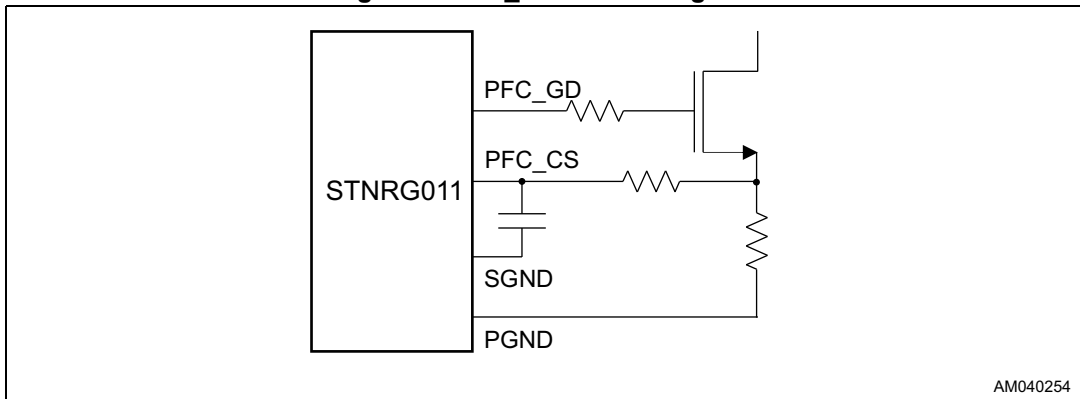 PFC_GD
PFC_CS
STNRG011
SGND
PGND
AM040254